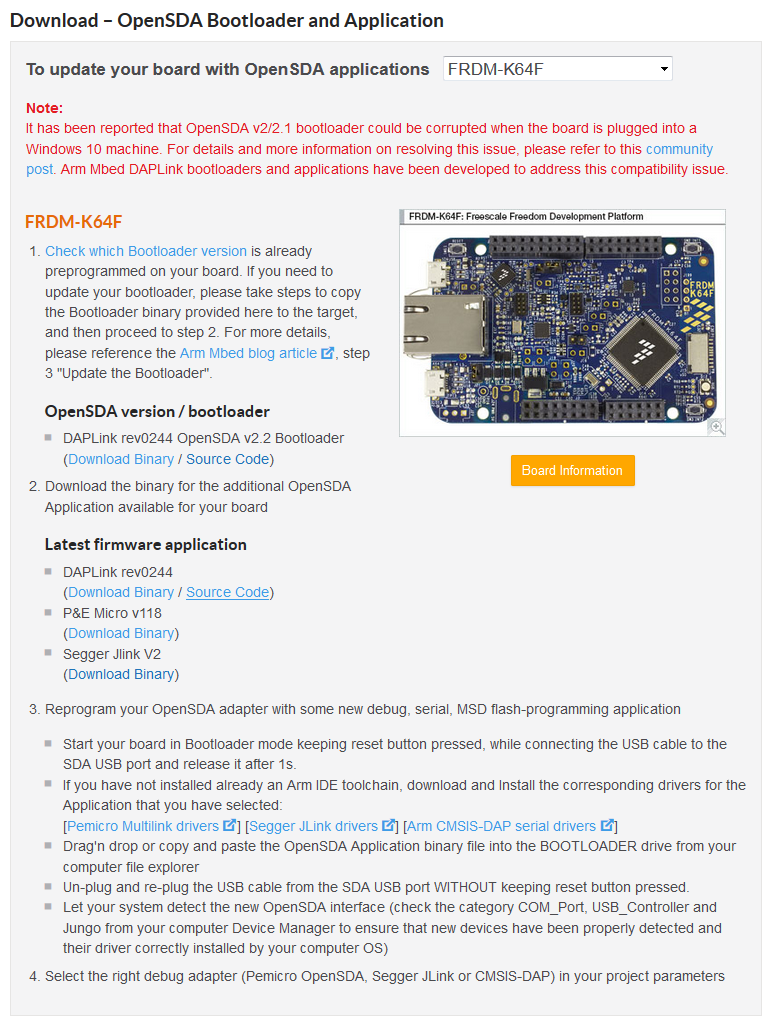 Download – OpenSDA Bootloader and Application
To update your board with OpenSDA applications
FRDM-K64F
Note:
It has been reported that OpenSDA v2/2.1 bootloader could be corrupted when the board is plugged into a
Windows 10 machine. For details and more information on resolving this issue, please refer to this community
post. Arm Mbed DAPLink bootloaders and applications have been developed to address this compatibility issue.
FRDM-K64F
1. Check which Bootloader version is already
preprogrammed on your board. If you need to
update your bootloader, please take steps to copy
the Bootloader binary provided here to the target,
and then proceed to step 2. For more details,
please reference the Arm Mbed blog article, step
3 "Update the Bootloader".
OpenSDA version / bootloader
DAPLink rev0244 OpenSDA v2.2 Bootloader
(Download Binary / Source Code)
2. Download the binary for the additional OpenSDA
Application available for your board
Latest firmware application
DAPLink rev0244
(Download Binary / Source Code)
P&E Micro v118
(Download Binary)
Segger Jlink V2
(Download Binary)
FRDM-K64F: Freescale Freedom Development Platform
FRDM
K64F
Board Information
3. Reprogram your OpenSDA adapter with some new debug, serial, MSD flash-programming application
Start your board in Bootloader mode keeping reset button pressed, while connecting the USB cable to the
SDA USB port and release it after 1s.
If you have not installed already an Arm IDE toolchain, download and Install the corresponding drivers for the
Application that you have selected:
[Pemicro Multilink drivers] [Segger JLink drivers] [Arm CMSIS-DAP serial drivers]
Drag'n drop or copy and paste the OpenSDA Application binary file into the BOOTLOADER drive from your
computer file explorer
Un-plug and re-plug the USB cable from the SDA USB port WITHOUT keeping reset button pressed.
Let your system detect the new OpenSDA interface (check the category COM_Port, USB_Controller and
Jungo from your computer Device Manager to ensure that new devices have been properly detected and
their driver correctly installed by your computer OS)
4. Select the right debug adapter (Pemicro OpenSDA, Segger JLink or CMSIS-DAP) in your project parameters